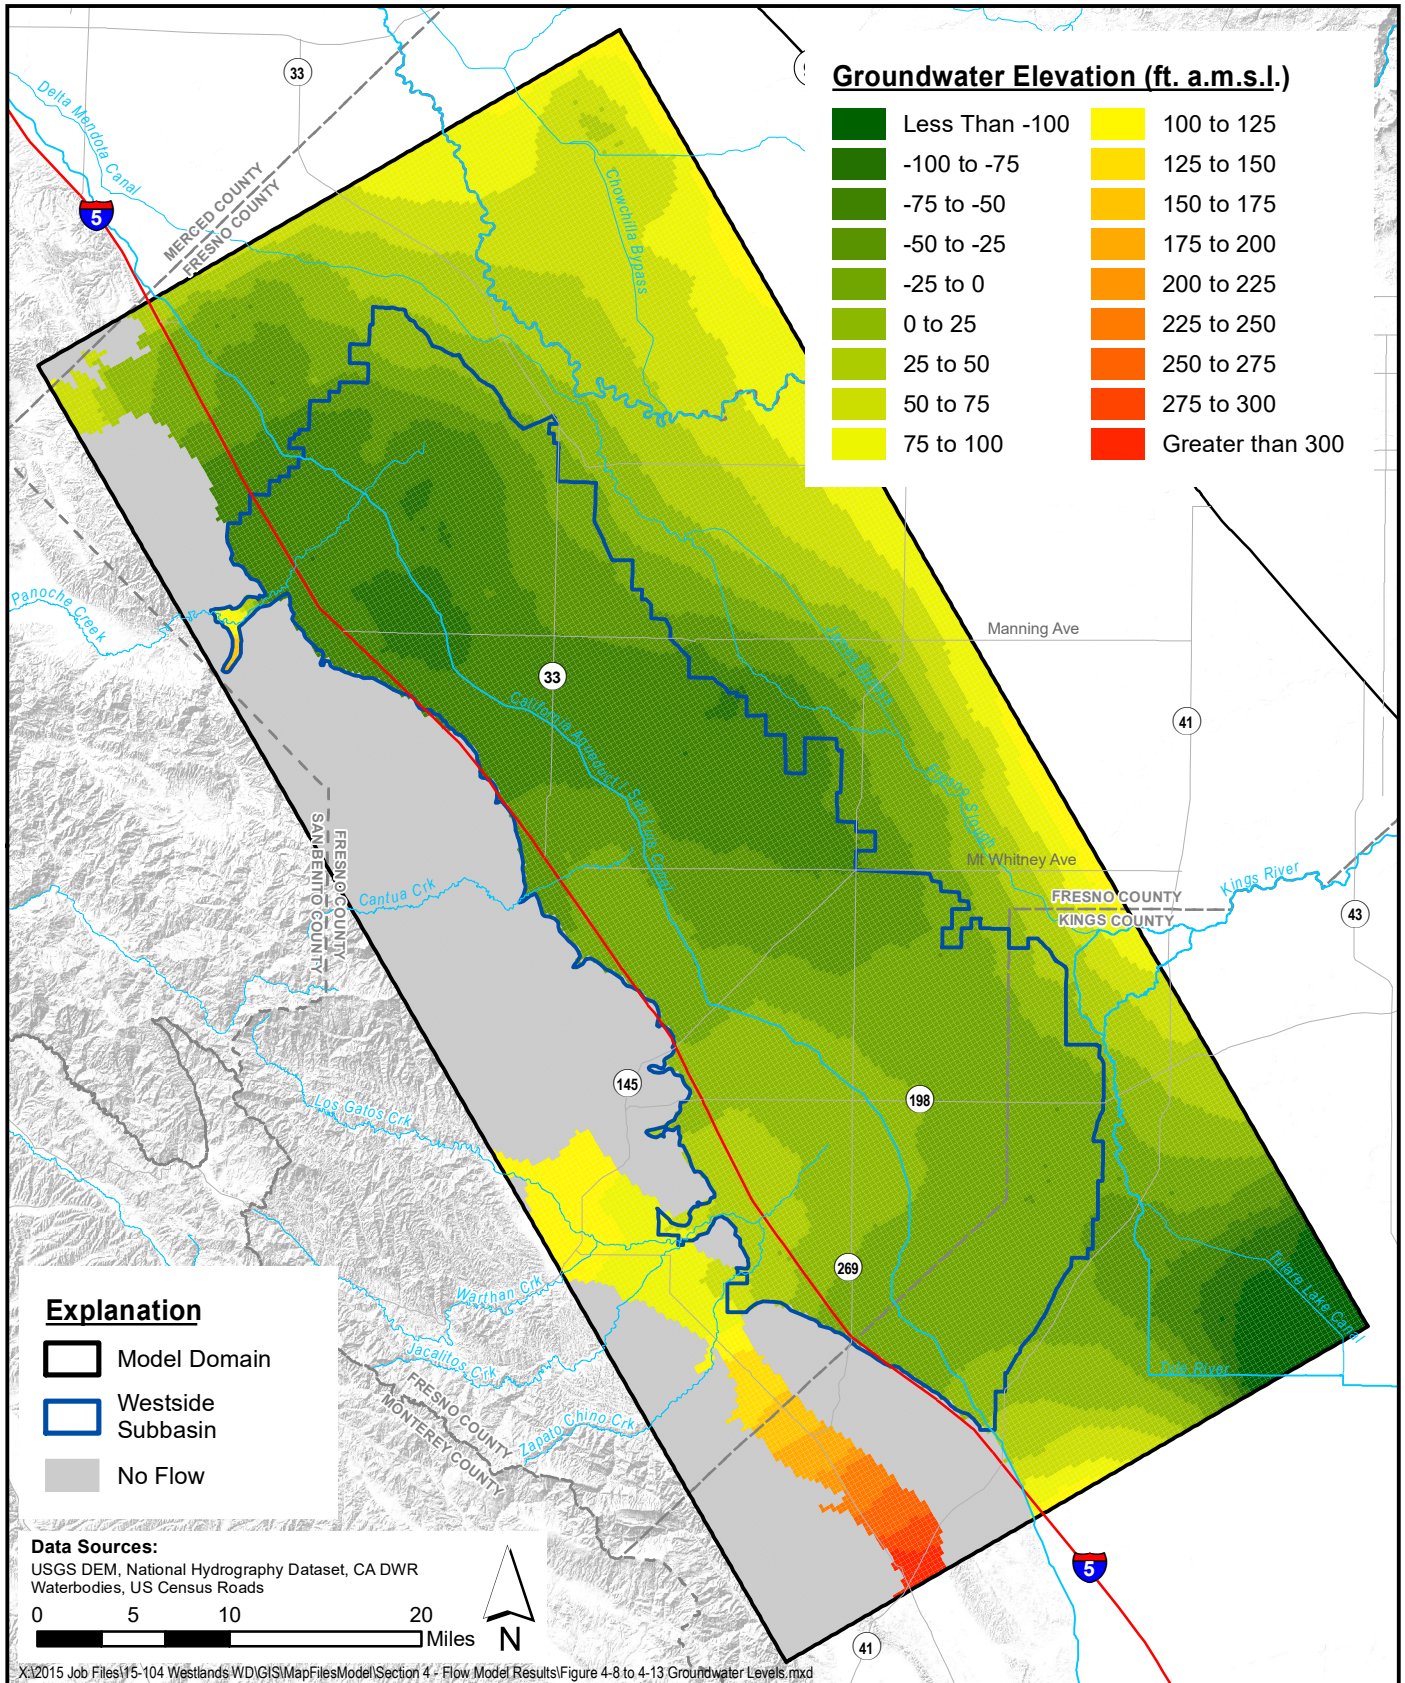 Groundwater Elevation (ft. a.m.s.l.)
Less Than -100
-100 to -75
-75 to -50
-50 to -25
-25 to 0
0 to 25
25 to 50
50 to 75
75 to 100
100 to 125
125 to 150
150 to 175
175 to 200
200 to 225
225 to 250
250 to 275
275 to 300
Greater than 300
33
Delta Mendota Canal
5
MERCED COUNTY
FRESNO COUNTY
Chowchilla Bypass
Panoche Creek
Manning Ave
James Bypass
33
41
California Aqueduct / San Luis Canal
Fresno Slough
SAN BENITO COUNTY
FRESNO COUNTY
Mt Whitney Ave
Cantua Crk
Kings River
FRESNO COUNTY
KINGS COUNTY
43
145
198
Los Gatos Crk
269
Warthan Crk
Tulare Lake Canal
Jacalitos Crk
Tule River
FRESNO COUNTY
MONTEREY COUNTY
Zapato Chino Crk
5
41
Explanation
Model Domain
Westside
Subbasin
No Flow
Data Sources:
USGS DEM, National Hydrography Dataset, CA DWR
Waterbodies, US Census Roads
0 5 10 20
Miles
N
X:\2015 Job Files\15-104 Westlands WD\GIS\MapFilesModel\Section 4 - Flow Model Results\Figure 4-8 to 4-13 Groundwater Levels.mxd